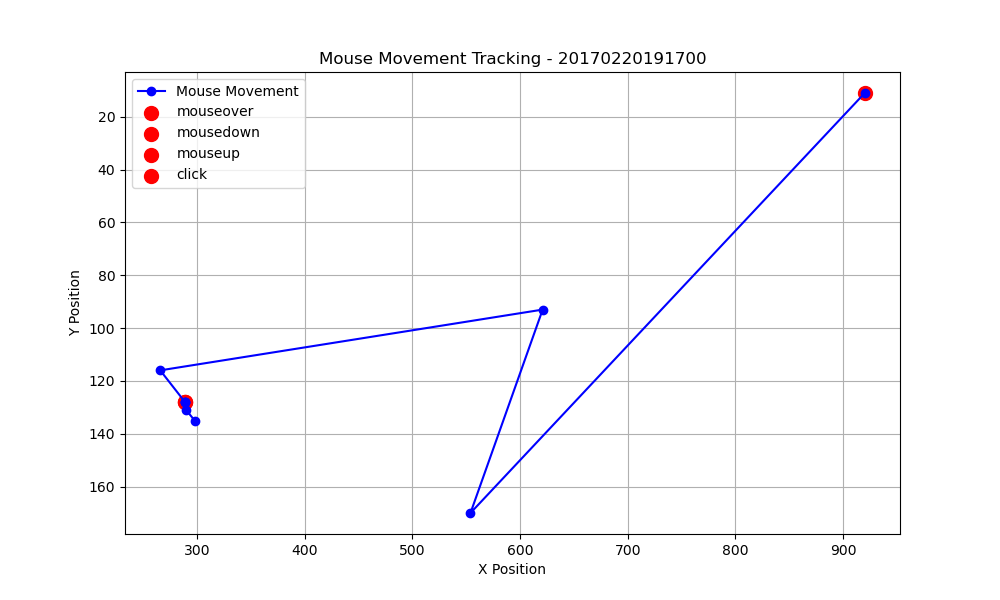 Mouse Movement Tracking - 20170220191700
Mouse Movement
mouseover
mousedown
mouseup
click
20
40
60
80
100
120
140
160
Y Position
300 400 500 600 700 800 900
X Position